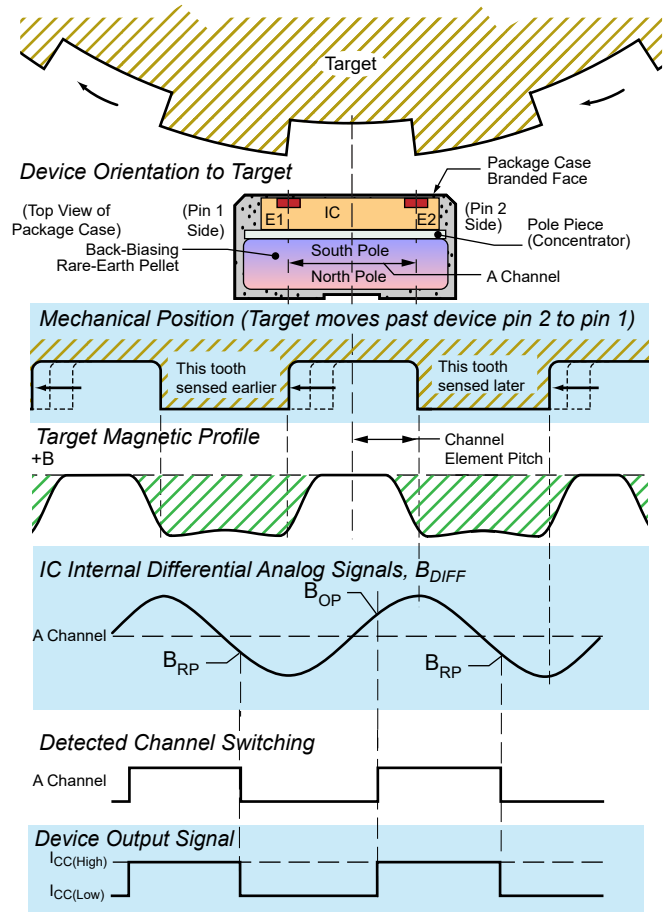 Target
Device Orientation to Target
Package Case
Branded Face
(Top View of
Package Case)
(Pin 1
Side)
E1
IC
E2
(Pin 2
Side)
Pole Piece
(Concentrator)
Back-Biasing
Rare-Earth Pellet
South Pole
North Pole
A Channel
Mechanical Position (Target moves past device pin 2 to pin 1)
This tooth
sensed earlier
This tooth
sensed later
Target Magnetic Profile
+B
Channel
Element Pitch
IC Internal Differential Analog Signals, BDIFF
BOP
A Channel
BRP
BRP
Detected Channel Switching
A Channel
Device Output Signal
ICC(High)
ICC(Low)